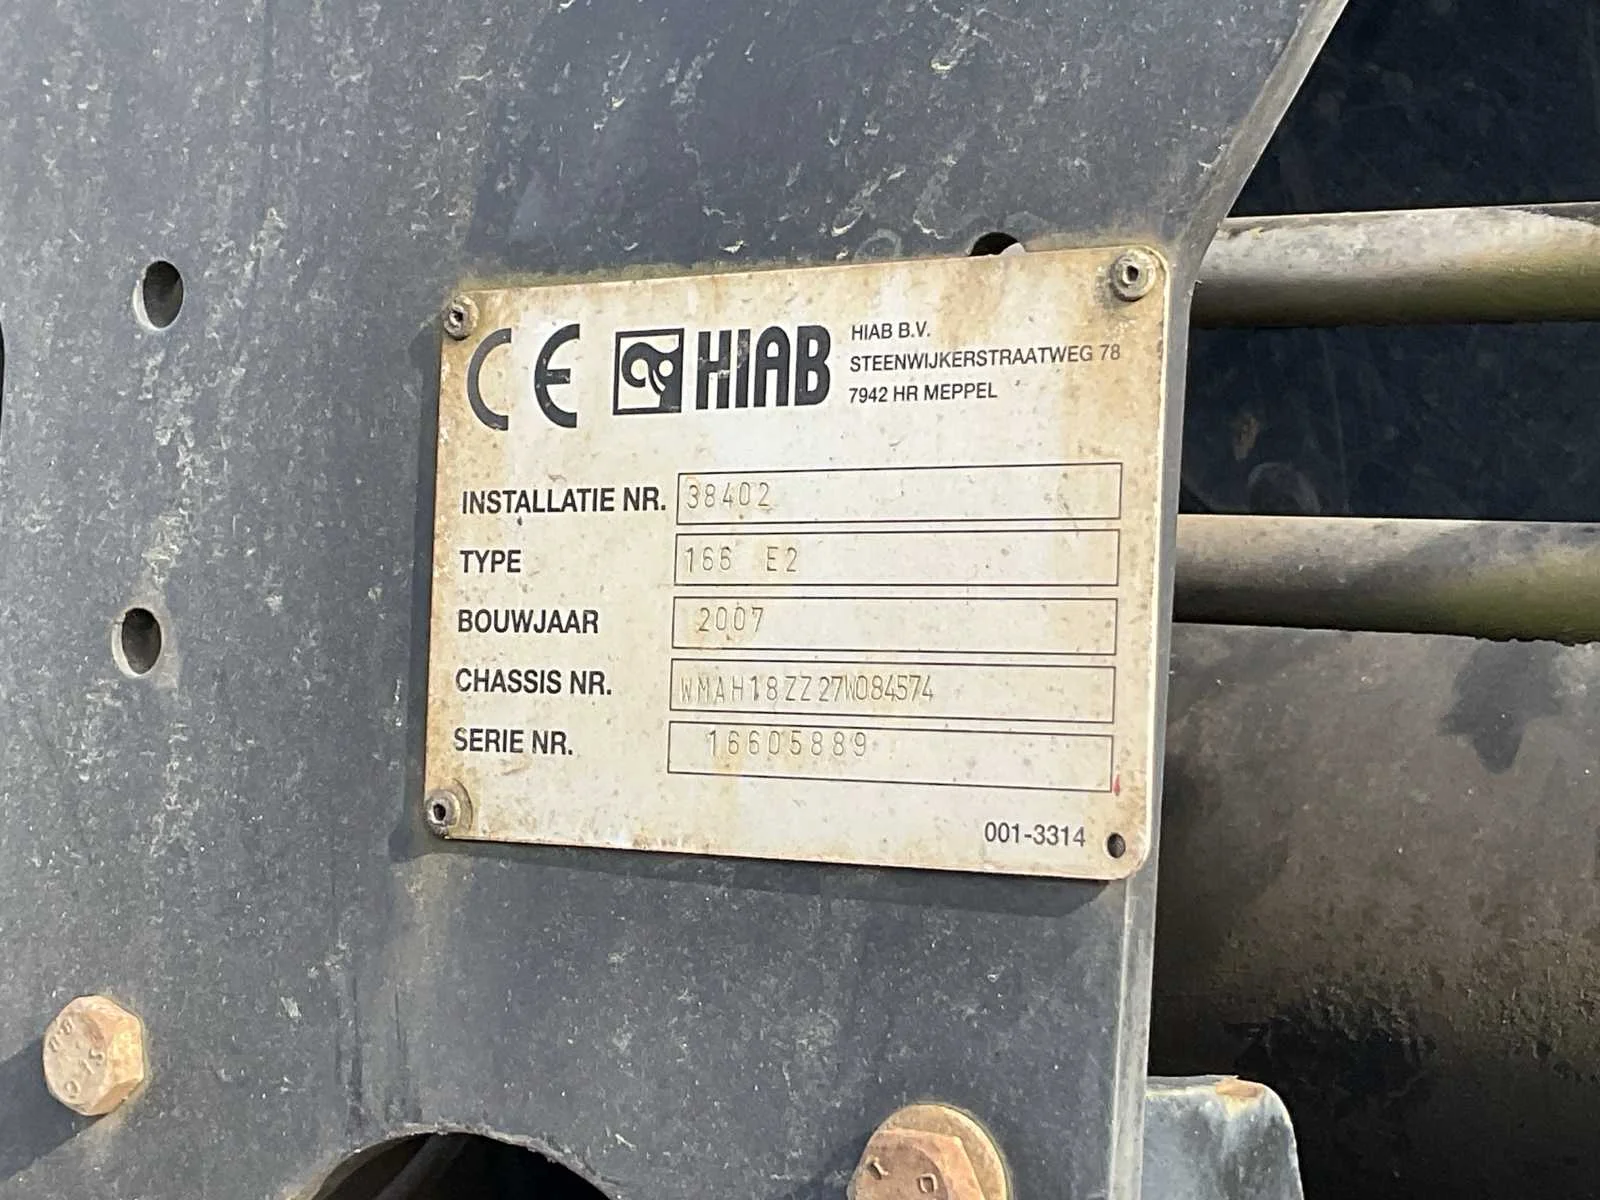 CE HIAB
HIAB B.V.
STEENWIJKERSTRAATWEG 78
7942 HR MEPPEL
INSTALLATIE NR. 38402
TYPE 166 E2
BOUWJAAR 2007
CHASSIS NR. WMAH18ZZ27W084574
SERIE NR. 16605889
001-3314